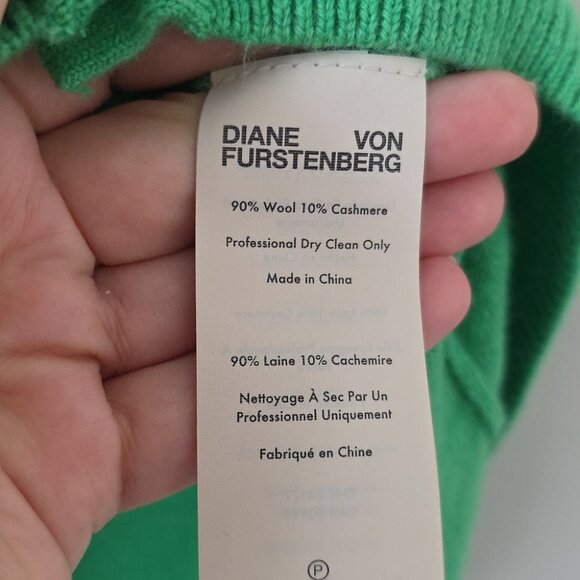 DIANE VON
FURSTENBERG
90% Wool 10% Cashmere
Professional Dry Clean Only
Made in China
90% Laine 10% Cachemire
Nettoyage À Sec Par Un
Professionnel Uniquement
Fabriqué en Chine
P